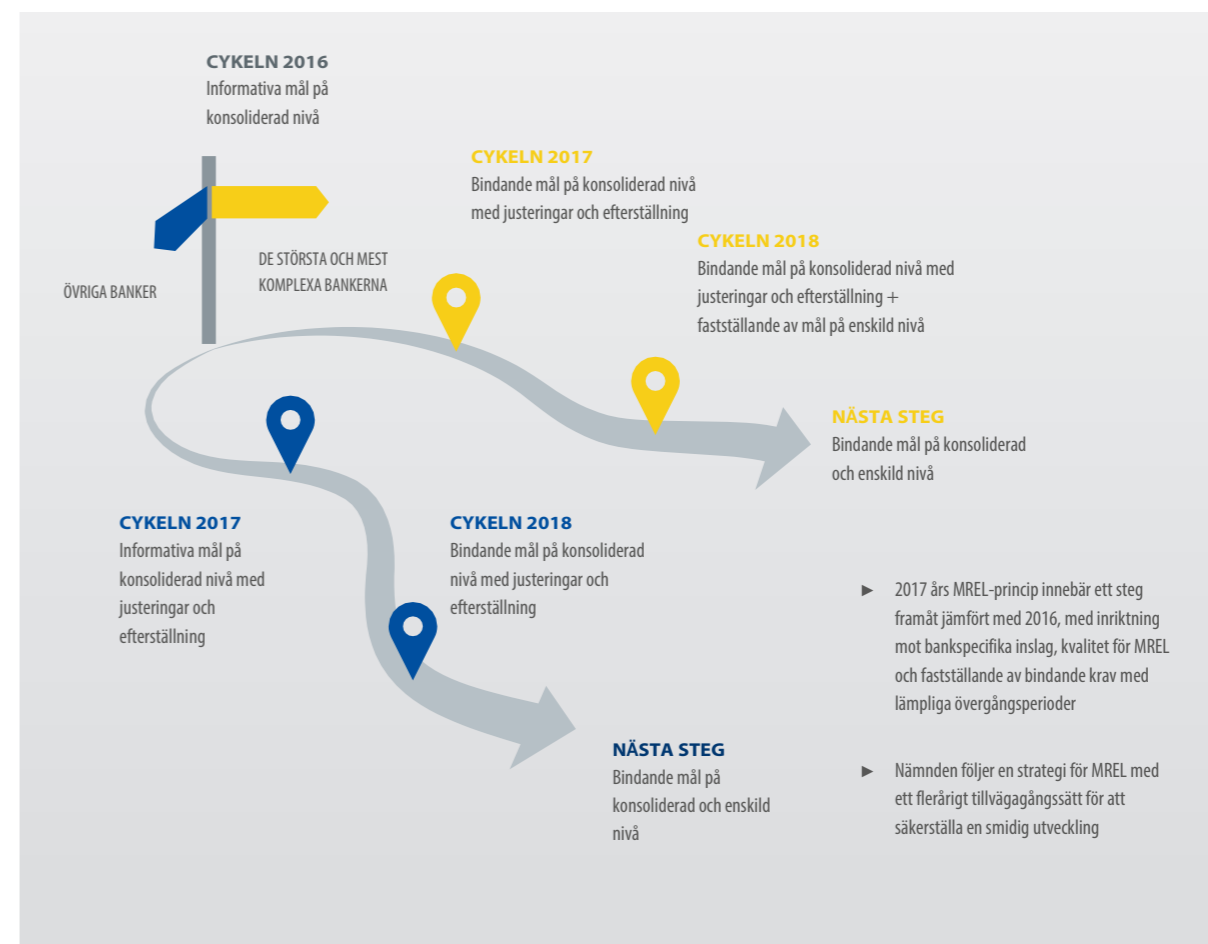 CYKELN 2016
Informativa mål på
konsoliderad nivå
CYKELN 2017
Bindande mål på konsoliderad nivå
med justeringar och efterställning
CYKELN 2018
Bindande mål på konsoliderad nivå med
justeringar och efterställning +
fastställande av mål på enskild nivå
DE STÖRSTA OCH MEST
KOMPLEXA BANKERNA
ÖVRIGA BANKER
NÄSTA STEG
Bindande mål på konsoliderad
och enskild nivå
CYKELN 2017
Informativa mål på
konsoliderad nivå med
justeringar och
efterställning
CYKELN 2018
Bindande mål på konsoliderad
nivå med justeringar och
efterställning
NÄSTA STEG
Bindande mål på
konsoliderad och enskild
nivå
► 2017 års MREL-princip innebär ett steg
framåt jämfört med 2016, med inriktning
mot bankspecifika inslag, kvalitet för MREL
och fastställande av bindande krav med
lämpliga övergångsperioder
► Nämnden följer en strategi för MREL med
ett flerårigt tillvägagångssätt för att
säkerställa en smidig utveckling